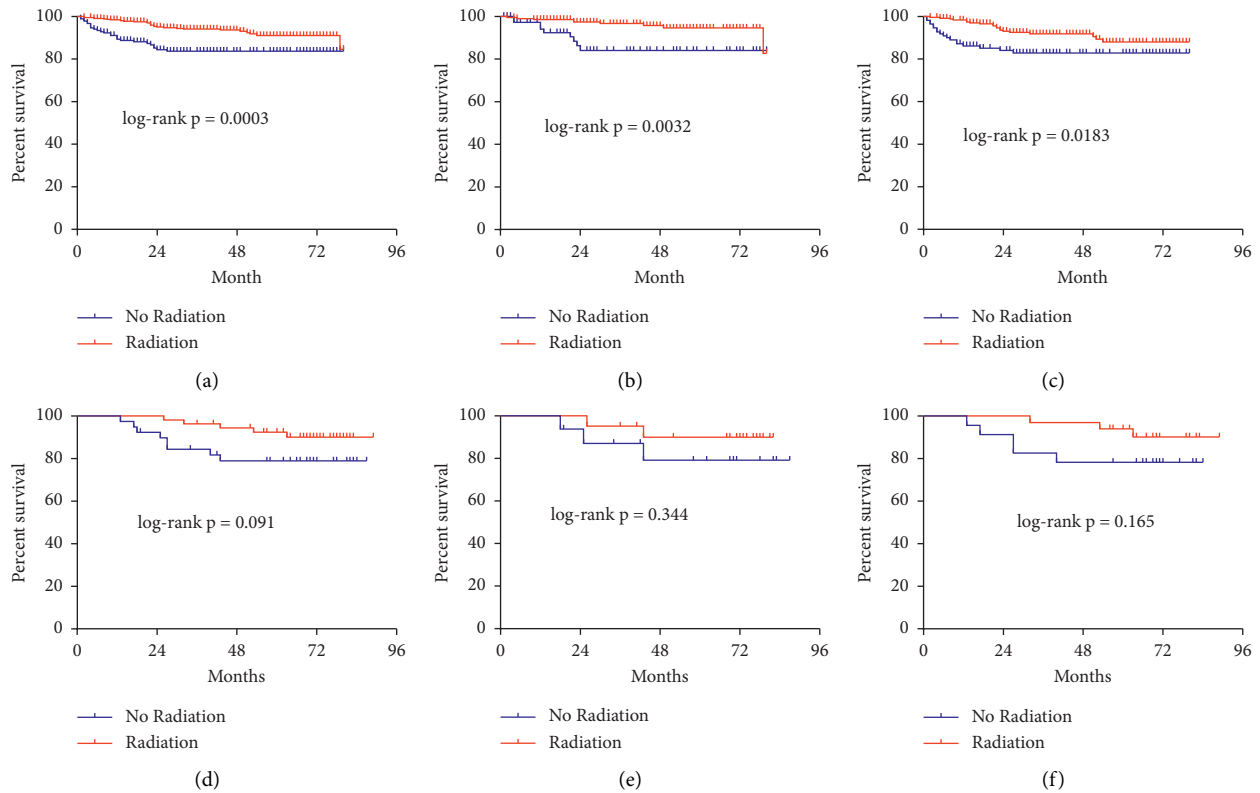 100
80
60
40
20
0
Percent survival
log-rank p = 0.0003
0 24 48 72 96
Month
No Radiation
Radiation
(a)
100
80
60
40
20
0
Percent survival
log-rank p = 0.0032
0 24 48 72 96
Month
No Radiation
Radiation
(b)
100
80
60
40
20
0
Percent survival
log-rank p = 0.0183
0 24 48 72 96
Month
No Radiation
Radiation
(c)
100
80
60
40
20
0
Percent survival
log-rank p = 0.091
0 24 48 72 96
Months
No Radiation
Radiation
(d)
100
80
60
40
20
0
Percent survival
log-rank p = 0.344
0 24 48 72 96
Months
No Radiation
Radiation
(e)
100
80
60
40
20
0
Percent survival
log-rank p = 0.165
0 24 48 72 96
Months
No Radiation
Radiation
(f)